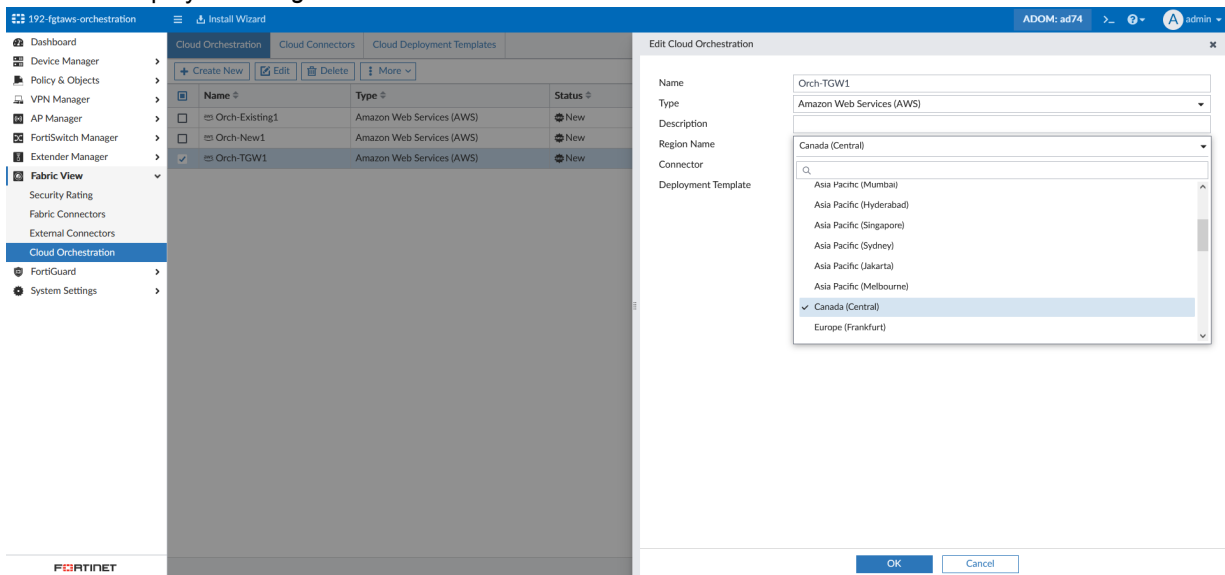 192-fgtaws-orchestration
Install Wizard
ADOM: ad74
>_
?
A admin
Dashboard
Device Manager
Policy & Objects
VPN Manager
AP Manager
FortiSwitch Manager
Extender Manager
Fabric View
Security Rating
Fabric Connectors
External Connectors
Cloud Orchestration
FortiGuard
System Settings
FORTINET
Cloud Orchestration Cloud Connectors Cloud Deployment Templates
+ Create New Edit Delete More
Name Type Status
Orch-Existing1 Amazon Web Services (AWS) New
Orch-New1 Amazon Web Services (AWS) New
Orch-TGW1 Amazon Web Services (AWS) New
Edit Cloud Orchestration
Name Orch-TGW1
Type Amazon Web Services (AWS)
Description
Region Name Canada (Central)
Connector
Deployment Template
Asia Pacific (Mumbai)
Asia Pacific (Hyderabad)
Asia Pacific (Singapore)
Asia Pacific (Sydney)
Asia Pacific (Jakarta)
Asia Pacific (Melbourne)
Canada (Central)
Europe (Frankfurt)
OK Cancel